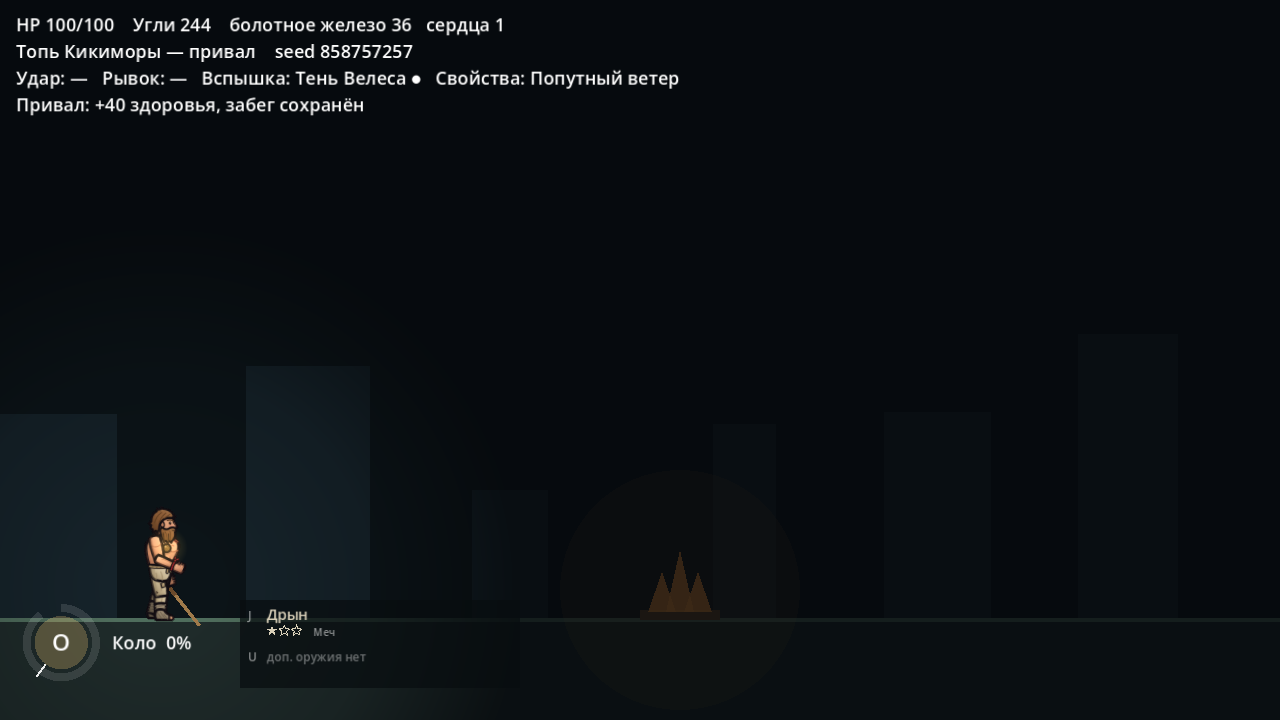 HP 100/100 Угли 244 болотное железо 36 сердца 1
Топь Кикиморы — привал seed 858757257
Удар: — Рывок: — Вспышка: Тень Велеса ● Свойства: Попутный ветер
Привал: +40 здоровья, забег сохранён
J Дрын
★☆☆ Меч
O Коло 0%
U доп. оружия нет